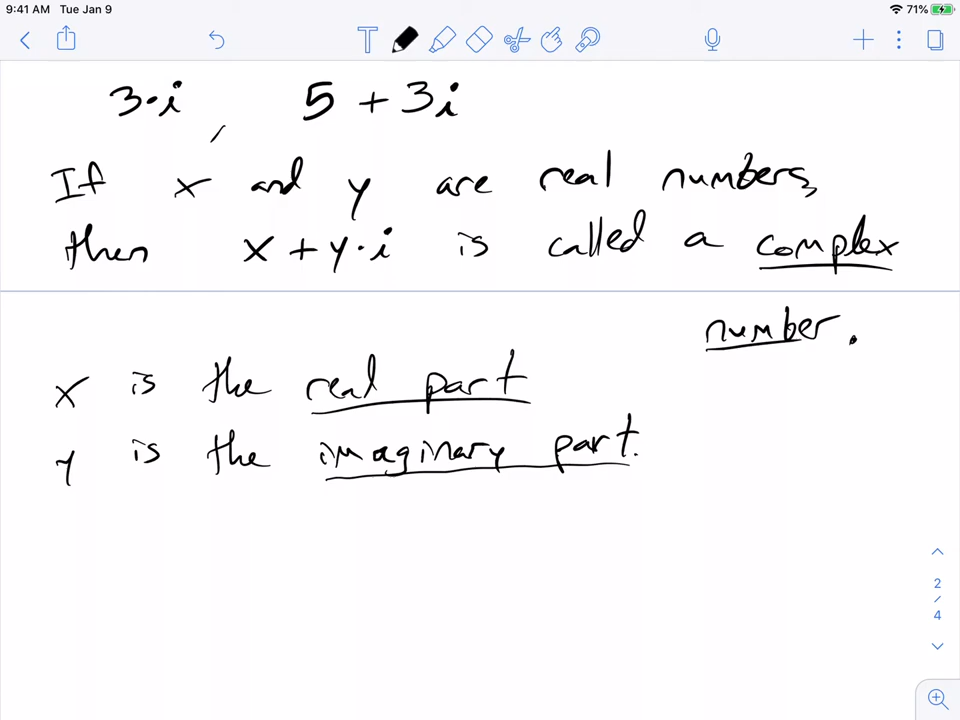 9:41 AM Tue Jan 9 71%
T
3·i , 5 + 3i
If x and y are real numbers,
then x + y·i is called a complex
number.
x is the real part
y is the imaginary part.
2
/
4